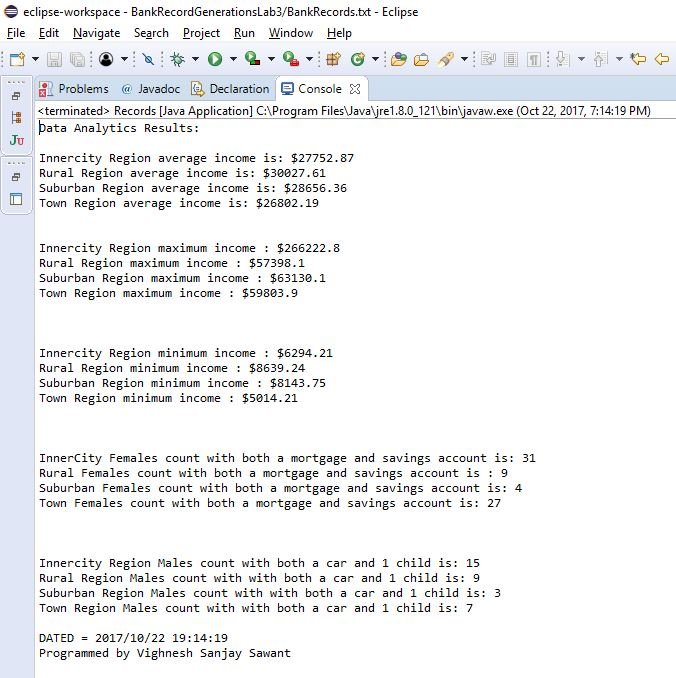 eclipse-workspace - BankRecordGenerationsLab3/BankRecords.txt - Eclipse
File Edit Navigate Search Project Run Window Help
Problems @ Javadoc Declaration Console
<terminated> Records [Java Application] C:\Program Files\Java\jre1.8.0_121\bin\javaw.exe (Oct 22, 2017, 7:14:19 PM)
Data Analytics Results:
Innercity Region average income is: $27752.87
Rural Region average income is: $30027.61
Suburban Region average income is: $28656.36
Town Region average income is: $26802.19
Innercity Region maximum income : $266222.8
Rural Region maximum income : $57398.1
Suburban Region maximum income : $63130.1
Town Region maximum income : $59803.9
Innercity Region minimum income : $6294.21
Rural Region minimum income : $8639.24
Suburban Region minimum income : $8143.75
Town Region minimum income : $5014.21
InnerCity Females count with both a mortgage and savings account is: 31
Rural Females count with both a mortgage and savings account is : 9
Suburban Females count with both a mortgage and savings account is: 4
Town Females count with both a mortgage and savings account is: 27
Innercity Region Males count with both a car and 1 child is: 15
Rural Region Males count with with both a car and 1 child is: 9
Suburban Region Males count with with both a car and 1 child is: 3
Town Region Males count with with both a car and 1 child is: 7
DATED = 2017/10/22 19:14:19
Programmed by Vighnesh Sanjay Sawant